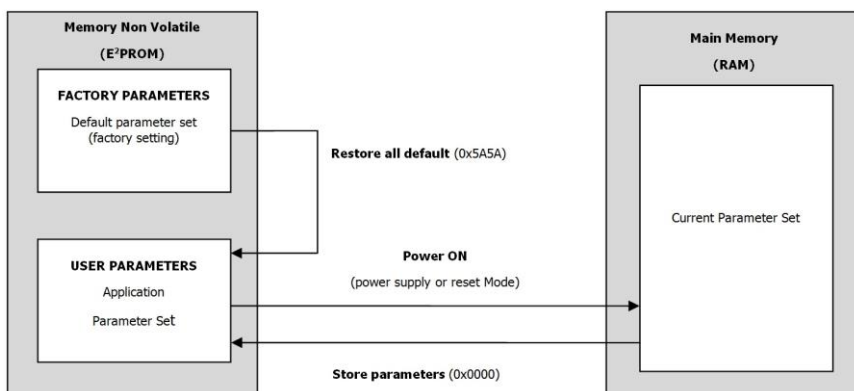 Memory Non Volatile
(E²PROM)
FACTORY PARAMETERS
Default parameter set
(factory setting)
Restore all default (0x5A5A)
USER PARAMETERS
Application
Parameter Set
Power ON
(power supply or reset Mode)
Store parameters (0x0000)
Main Memory
(RAM)
Current Parameter Set